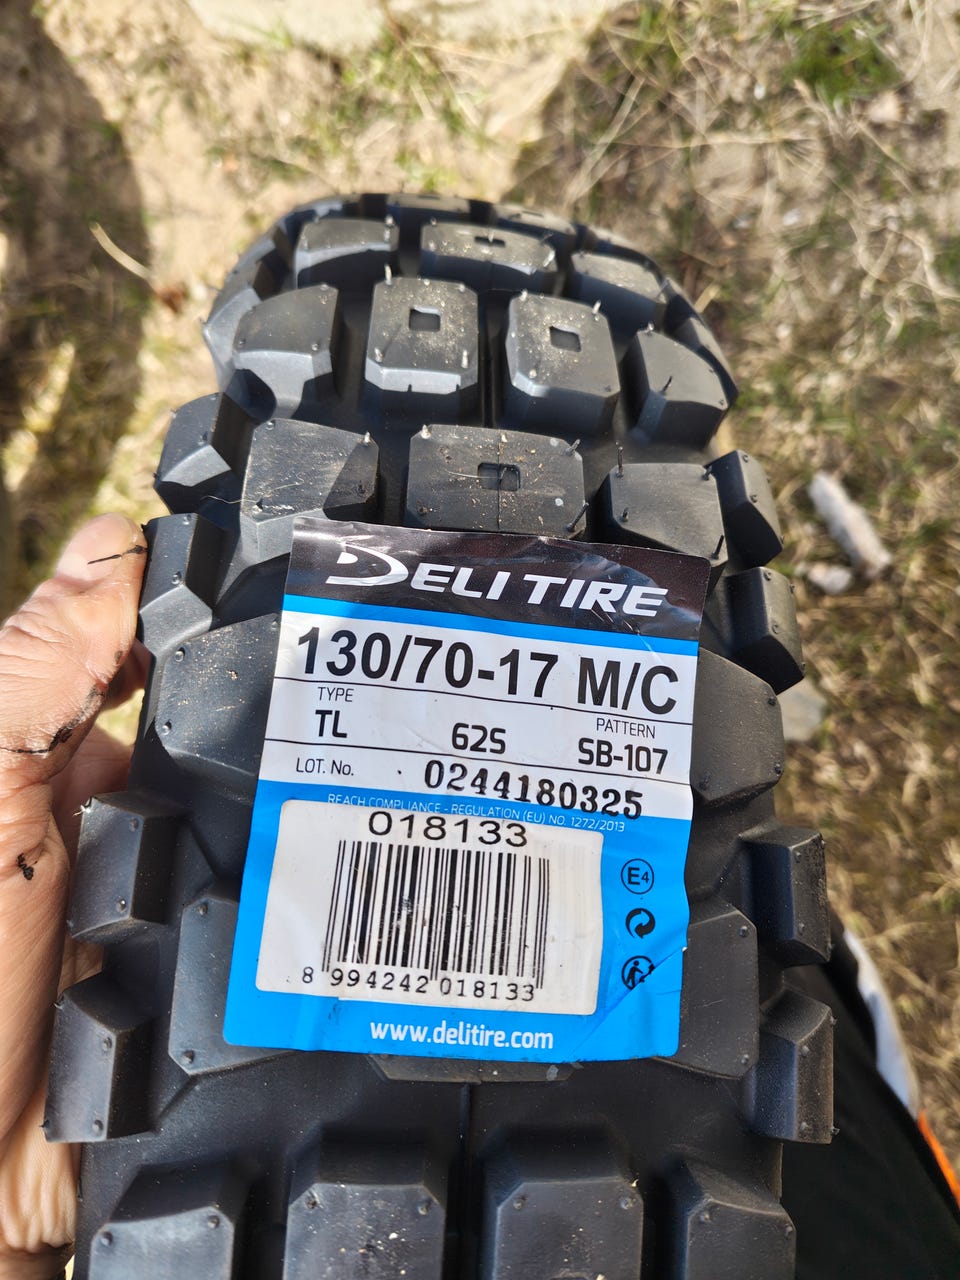 DELI TIRE
130/70-17 M/C
TYPE
TL 62S PATTERN SB-107
LOT. No. 0244180325
REACH COMPLIANCE - REGULATION (EU) NO. 1272/2013
018133
E4
8 994242 018133
www.delitire.com